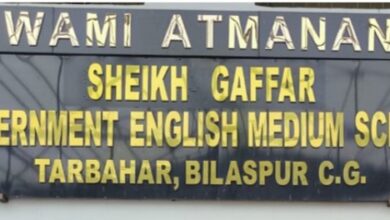 WAMI ATMANAN
SHEIKH GAFFAR
ERNMENT ENGLISH MEDIUM SC
TARBAHAR, BILASPUR C.G.